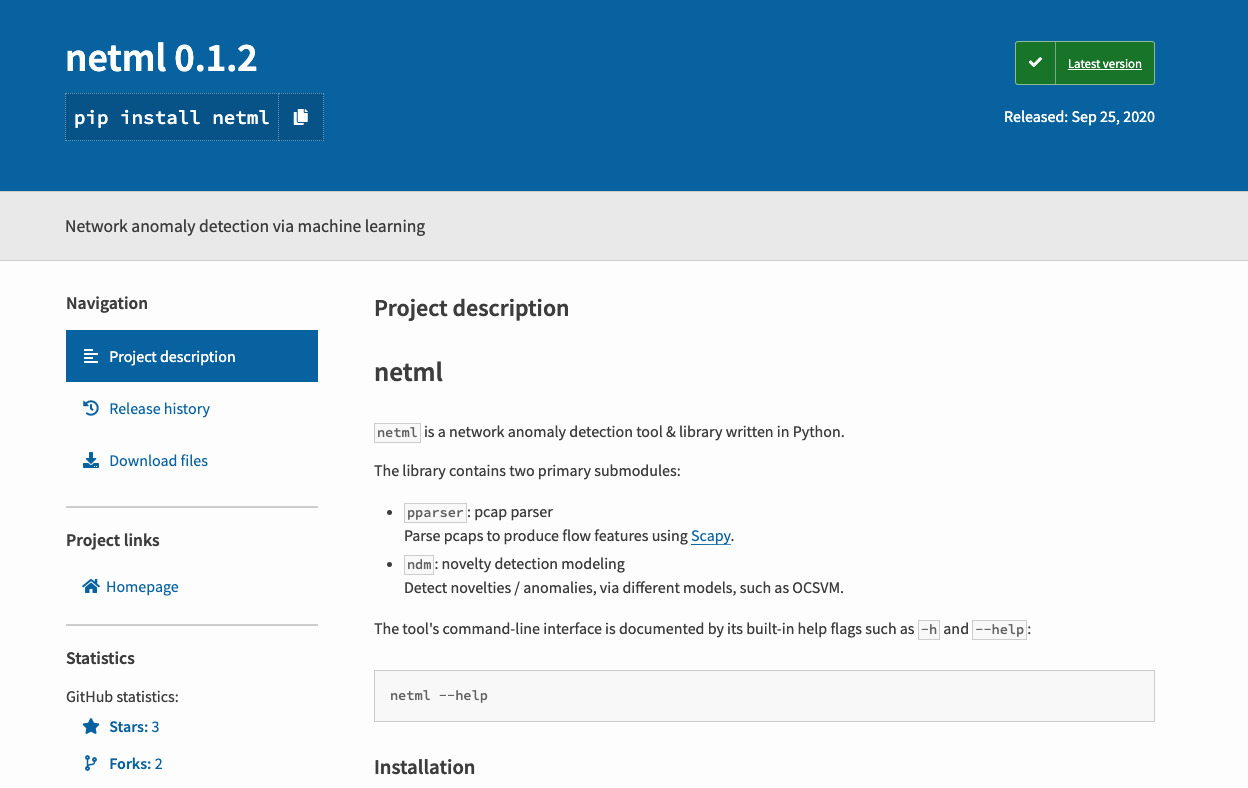 netml 0.1.2
pip install netml
Latest version
Released: Sep 25, 2020
Network anomaly detection via machine learning
Navigation
Project description
Release history
Download files
Project links
Homepage
Statistics
GitHub statistics:
Stars: 3
Forks: 2
Project description
netml
netml is a network anomaly detection tool & library written in Python.
The library contains two primary submodules:
• pparser: pcap parser
Parse pcaps to produce flow features using Scapy.
• ndm: novelty detection modeling
Detect novelties / anomalies, via different models, such as OCSVM.
The tool's command-line interface is documented by its built-in help flags such as -h and --help:
netml --help
Installation